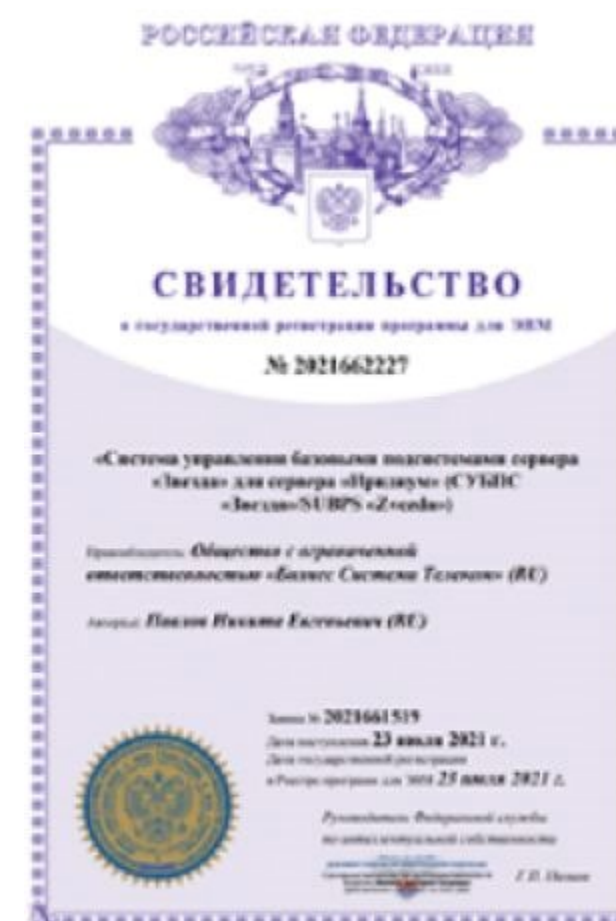 РОССИЙСКАЯ ФЕДЕРАЦИЯ
СВИДЕТЕЛЬСТВО
о государственной регистрации программы для ЭВМ
№ 2021662227
«Система управления базовыми подсистемами сервера
«Звезда» для сервера «Иридиум» (СУБПС
«Звезда»/SUBPS «Zvezda»)
Правообладатель: Общество с ограниченной
ответственностью «Бизнес Система Телеком» (RU)
Автор(ы): Павлов Никита Евгеньевич (RU)
Заявка № 2021661519
Дата поступления 23 июля 2021 г.
Дата государственной регистрации
в Реестре программ для ЭВМ 25 июля 2021 г.
Руководитель Федеральной службы
по интеллектуальной собственности
Г.П. Ивлиев